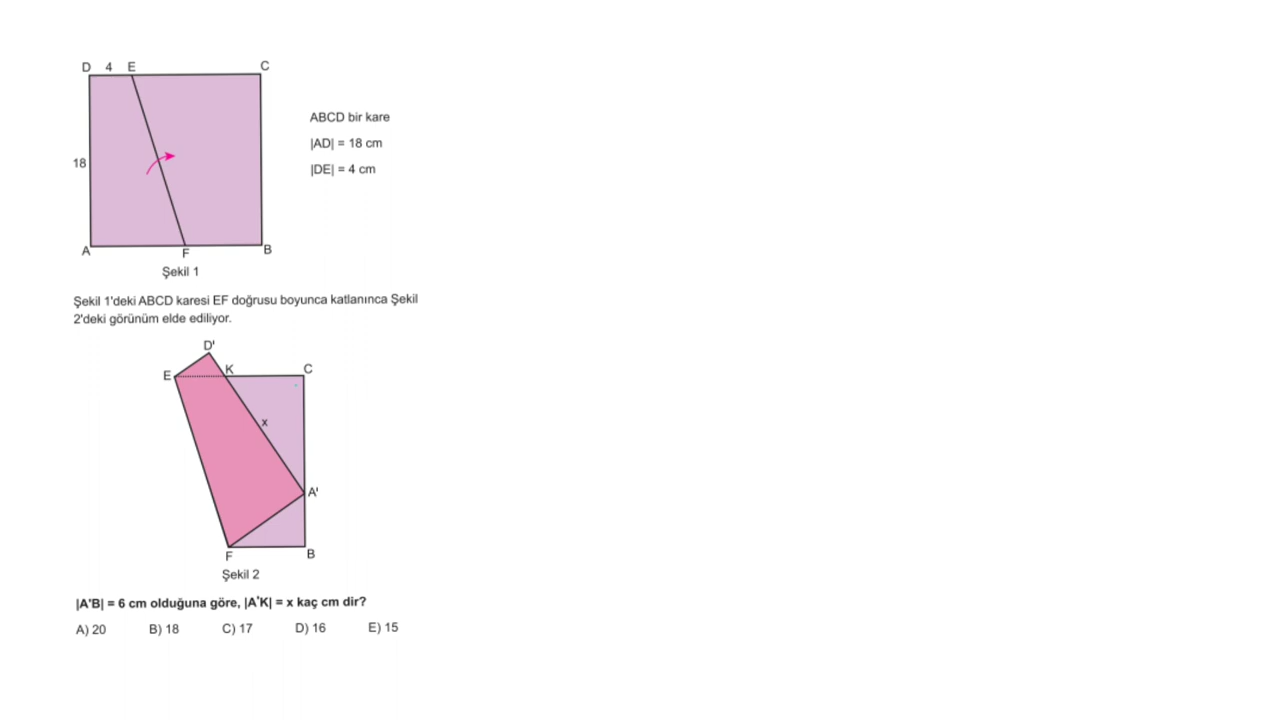 D 4 E C
ABCD bir kare
|AD| = 18 cm
18
|DE| = 4 cm
A F B
Şekil 1
Şekil 1'deki ABCD karesi EF doğrusu boyunca katlanınca Şekil
2'deki görünüm elde ediliyor.
D'
E K C
x
A'
F B
Şekil 2
|A'B| = 6 cm olduğuna göre, |A'K| = x kaç cm dir?
A) 20 B) 18 C) 17 D) 16 E) 15